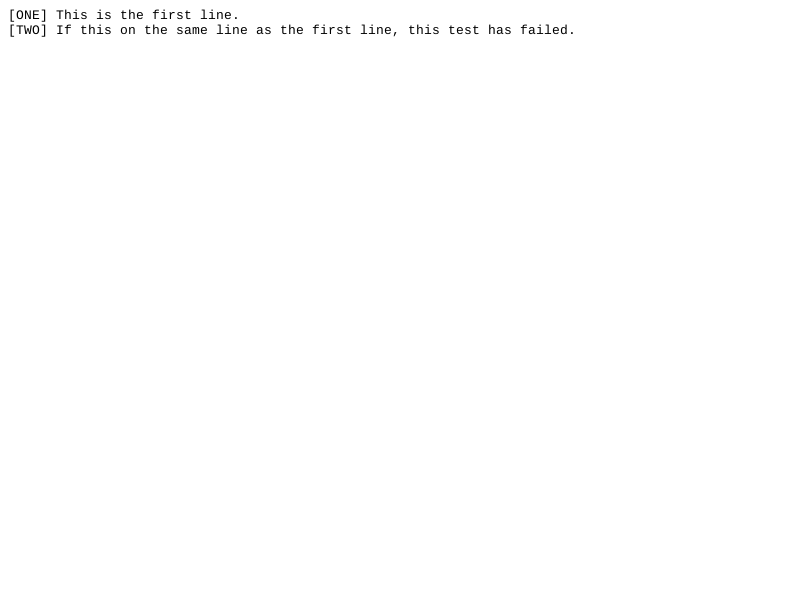 [ONE] This is the first line.
[TWO] If this on the same line as the first line, this test has failed.